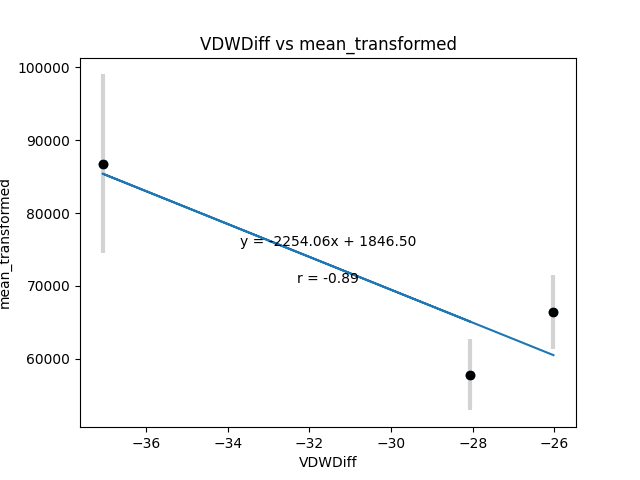 VDWDiff vs mean_transformed
100000
90000
80000
70000
60000
mean_transformed
y = -2254.06x + 1846.50
r = -0.89
−36
−34
−32
−30
−28
−26
VDWDiff